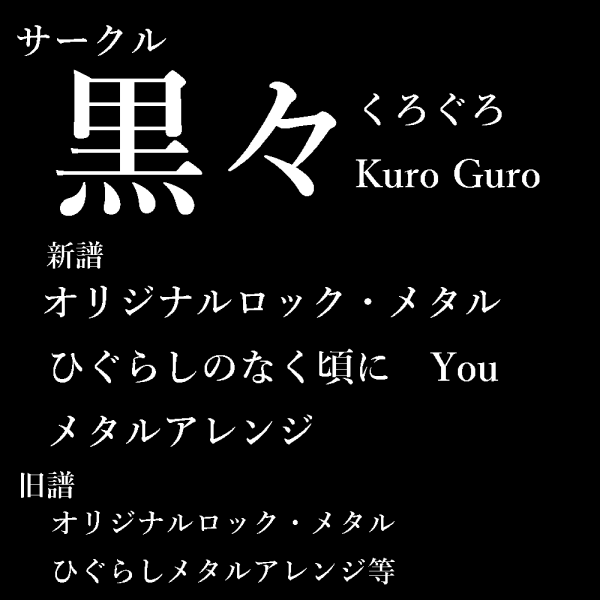 サークル
黒々
くろぐろ
Kuro Guro
新譜
オリジナルロック・メタル
ひぐらしのなく頃に　You
メタルアレンジ
旧譜
オリジナルロック・メタル
ひぐらしメタルアレンジ等